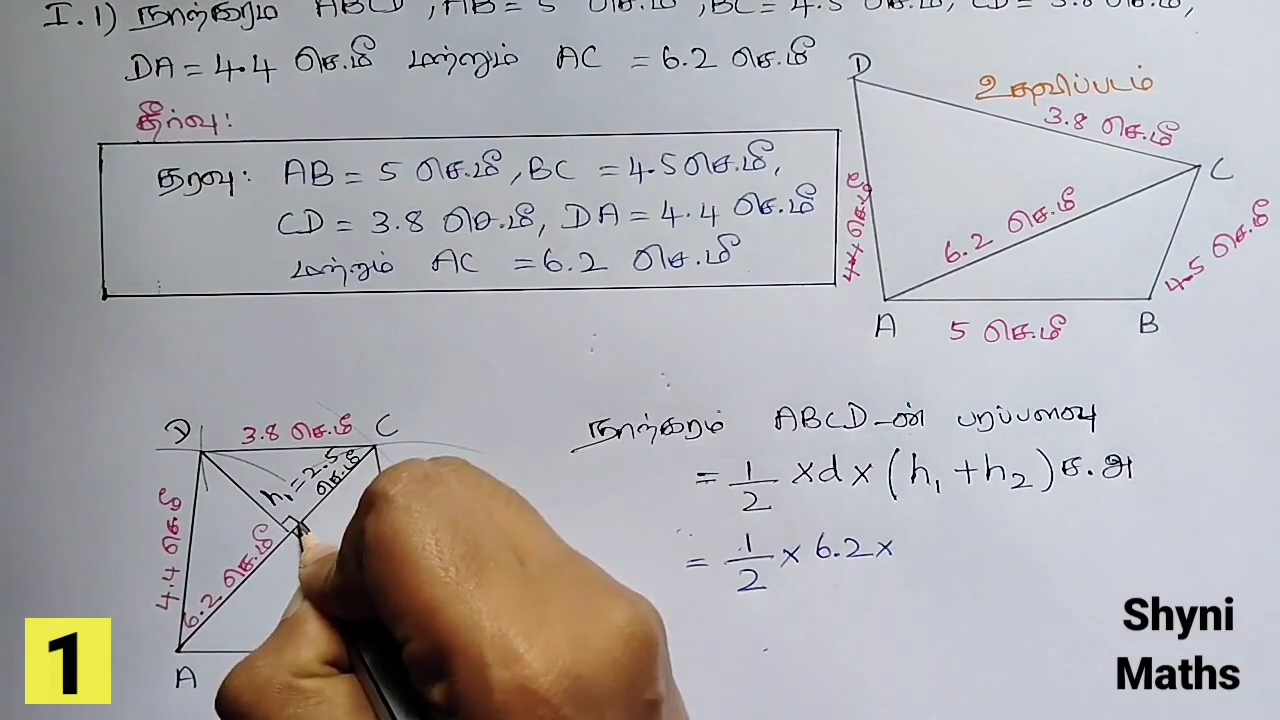 I. 1) நாற்கரம் ABCD , AB = 5 செ.மீ , BC = 4.5 செ.மீ, CD = 3.8 செ.மீ,
DA = 4.4 செ.மீ மற்றும் AC = 6.2 செ.மீ
தீர்வு:
தரவு: AB = 5 செ.மீ , BC = 4.5 செ.மீ,
CD = 3.8 செ.மீ, DA = 4.4 செ.மீ
மற்றும் AC = 6.2 செ.மீ
உதவிப்படம்
D
3.8 செ.மீ
C
4.4 செ.மீ
6.2 செ.மீ
4.5 செ.மீ
A
5 செ.மீ
B
D
3.8 செ.மீ
C
h₁ = 2.5 செ.மீ
4.4 செ.மீ
6.2 செ.மீ
A
நாற்கரம் ABCD-ன் பரப்பளவு
= 1/2 × d × (h₁ + h₂) ச.அ
= 1/2 × 6.2 ×
1
Shyni
Maths